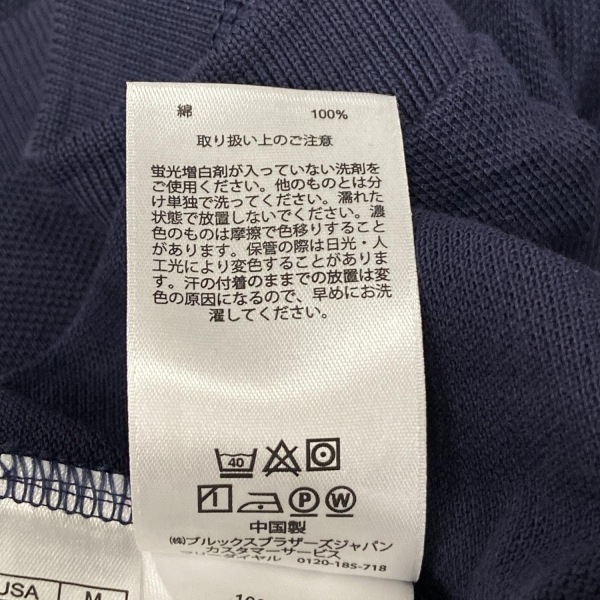 綿 100%
取り扱い上のご注意
蛍光増白剤が入っていない洗剤を
ご使用ください。他のものとは分
け単独で洗ってください。濡れた
状態で放置しないでください。濃
色のものは摩擦で色移りすること
があります。保管の際は日光・人
工光により変色することがありま
す。汗の付着のままでの放置は変
色の原因になるので、早めにお洗
濯してください。
40
1 P W
中国製
㈱ブルックスブラザーズジャパン
カスタマーサービス
フリーダイヤル 0120-185-718
USA M